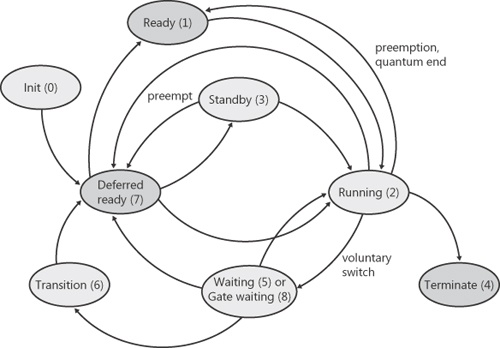 Ready (1)
preemption,
quantum end
Init (0)
preempt
Standby (3)
Deferred
ready (7)
Running (2)
voluntary
switch
Transition (6)
Waiting (5) or
Gate waiting (8)
Terminate (4)